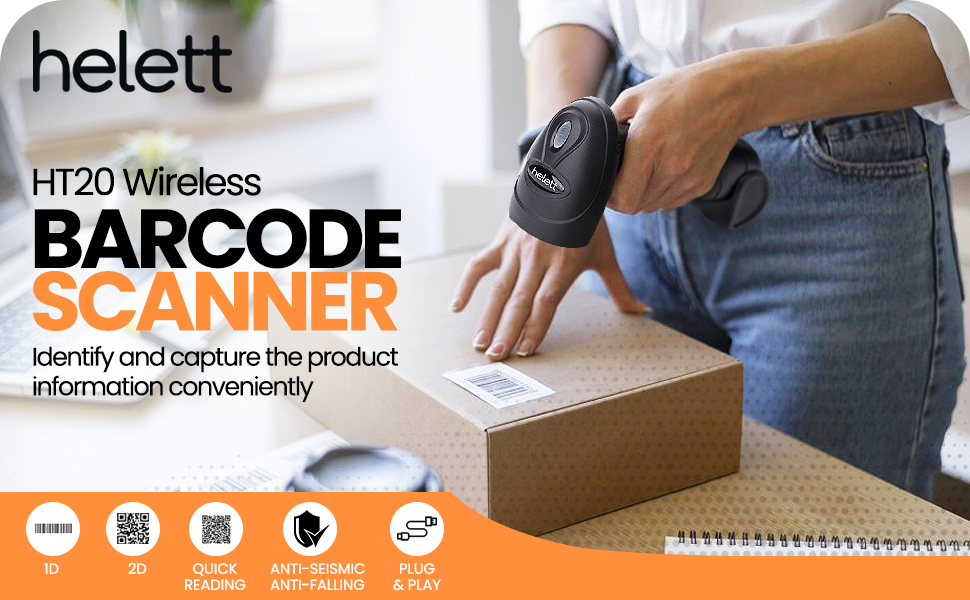 helett
HT20 Wireless
BARCODE
SCANNER
Identify and capture the product
information conveniently
helett
1D
2D
QUICK
READING
ANTI-SEISMIC
ANTI-FALLING
PLUG
& PLAY